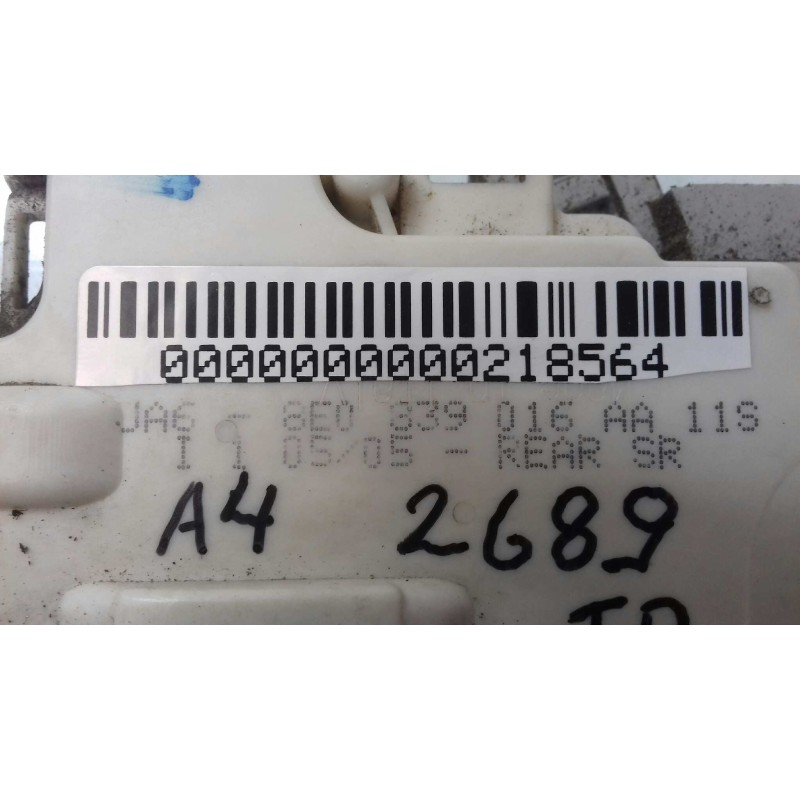 0000000000218564
JA6 - 8E0 839 016 AA 11S
I 1 05/05 - REAR SR
A4 2689